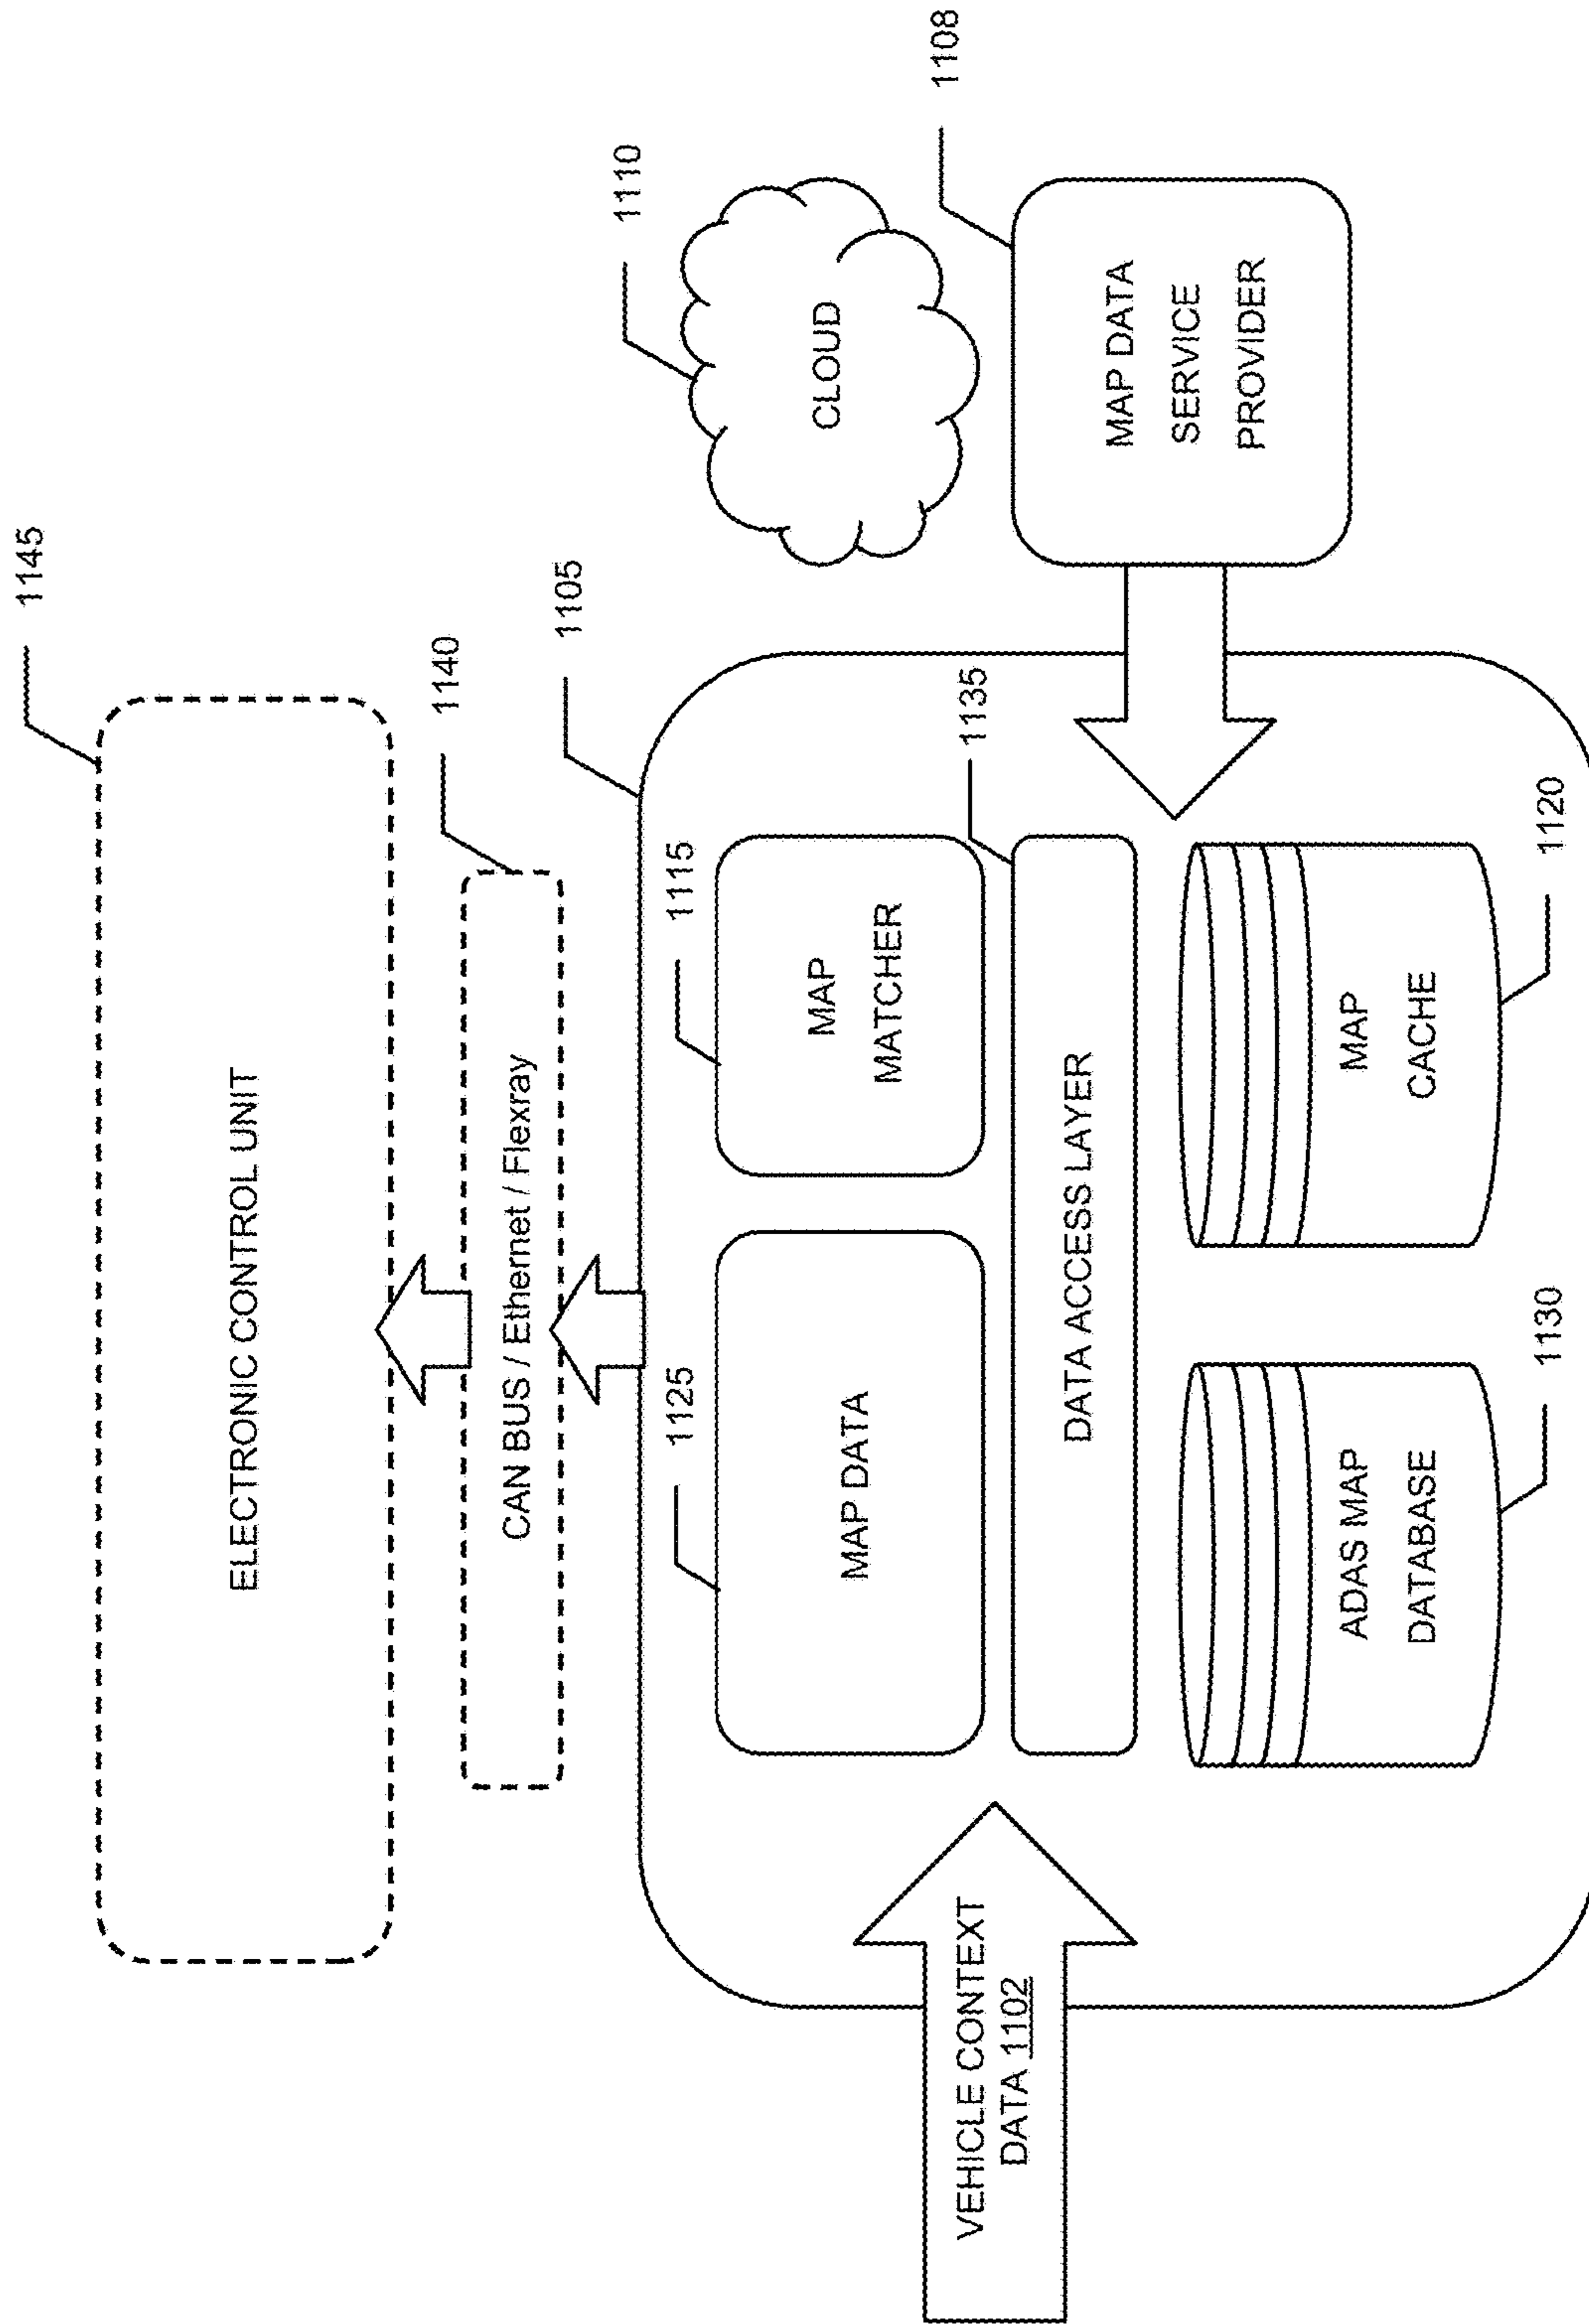 1145
ELECTRONIC CONTROL UNIT
1140
CAN BUS / Ethernet / Flexray
1105
1110
CLOUD
1108
MAP DATA
SERVICE
PROVIDER
1125
MAP DATA
1115
MAP
MATCHER
1135
DATA ACCESS LAYER
VEHICLE CONTEXT
DATA 1102
ADAS MAP
DATABASE
1130
MAP
CACHE
1120